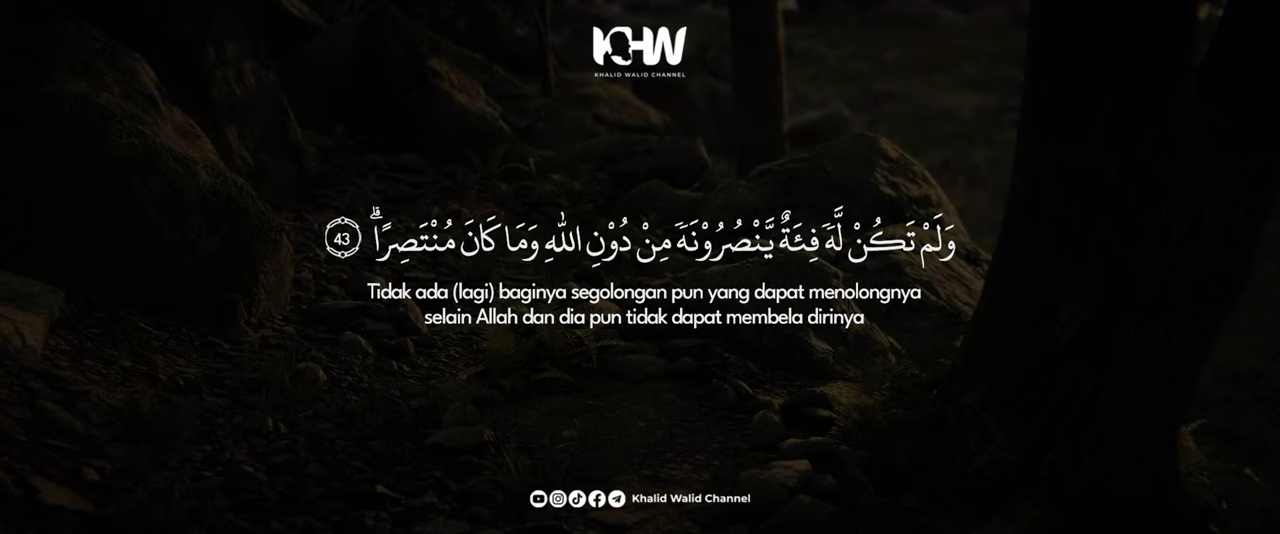 KHW
KHALID WALID CHANNEL
وَلَمْ تَكُنْ لَّهٗ فِئَةٌ يَّنْصُرُوْنَهٗ مِنْ دُوْنِ اللّٰهِ وَمَا كَانَ مُنْتَصِرًاۗ 43
Tidak ada (lagi) baginya segolongan pun yang dapat menolongnya
selain Allah dan dia pun tidak dapat membela dirinya
Khalid Walid Channel